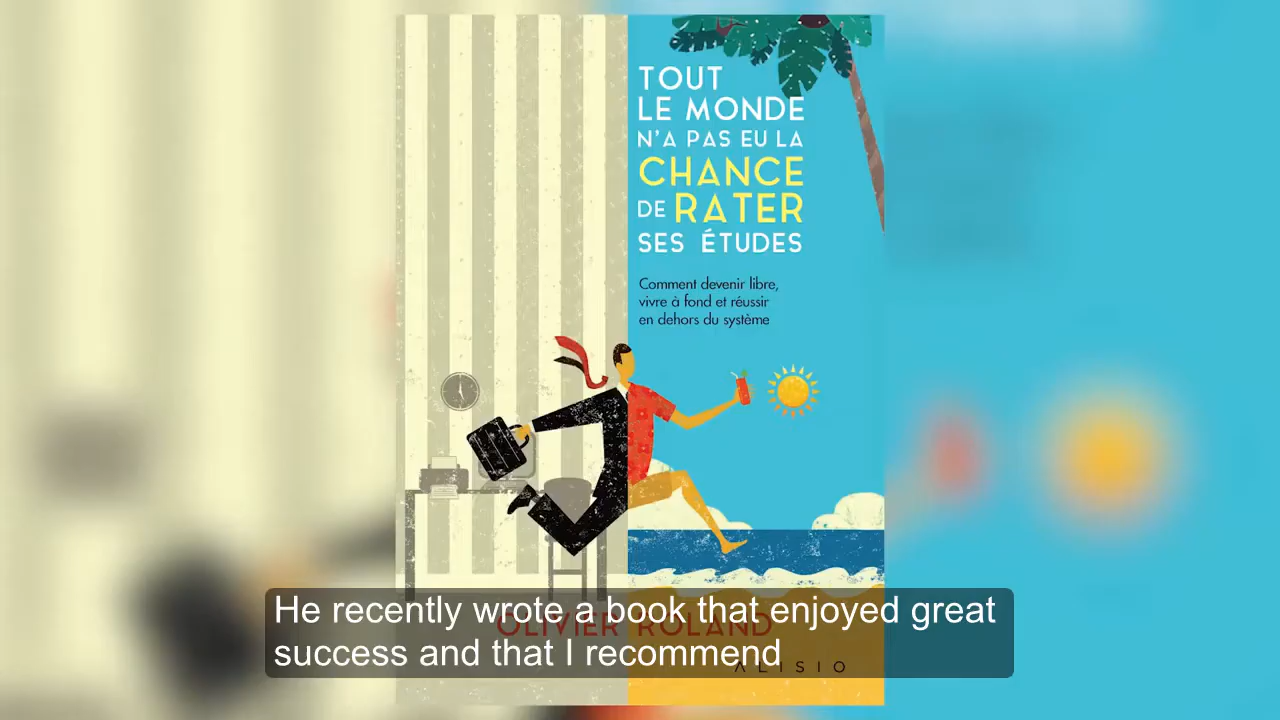 TOUT
LE MONDE
N'A PAS EU LA
CHANCE
DE RATER
SES ÉTUDES
Comment devenir libre,
vivre à fond et réussir
en dehors du système
OLIVIER ROLAND
ALISIO
He recently wrote a book that enjoyed great
success and that I recommend